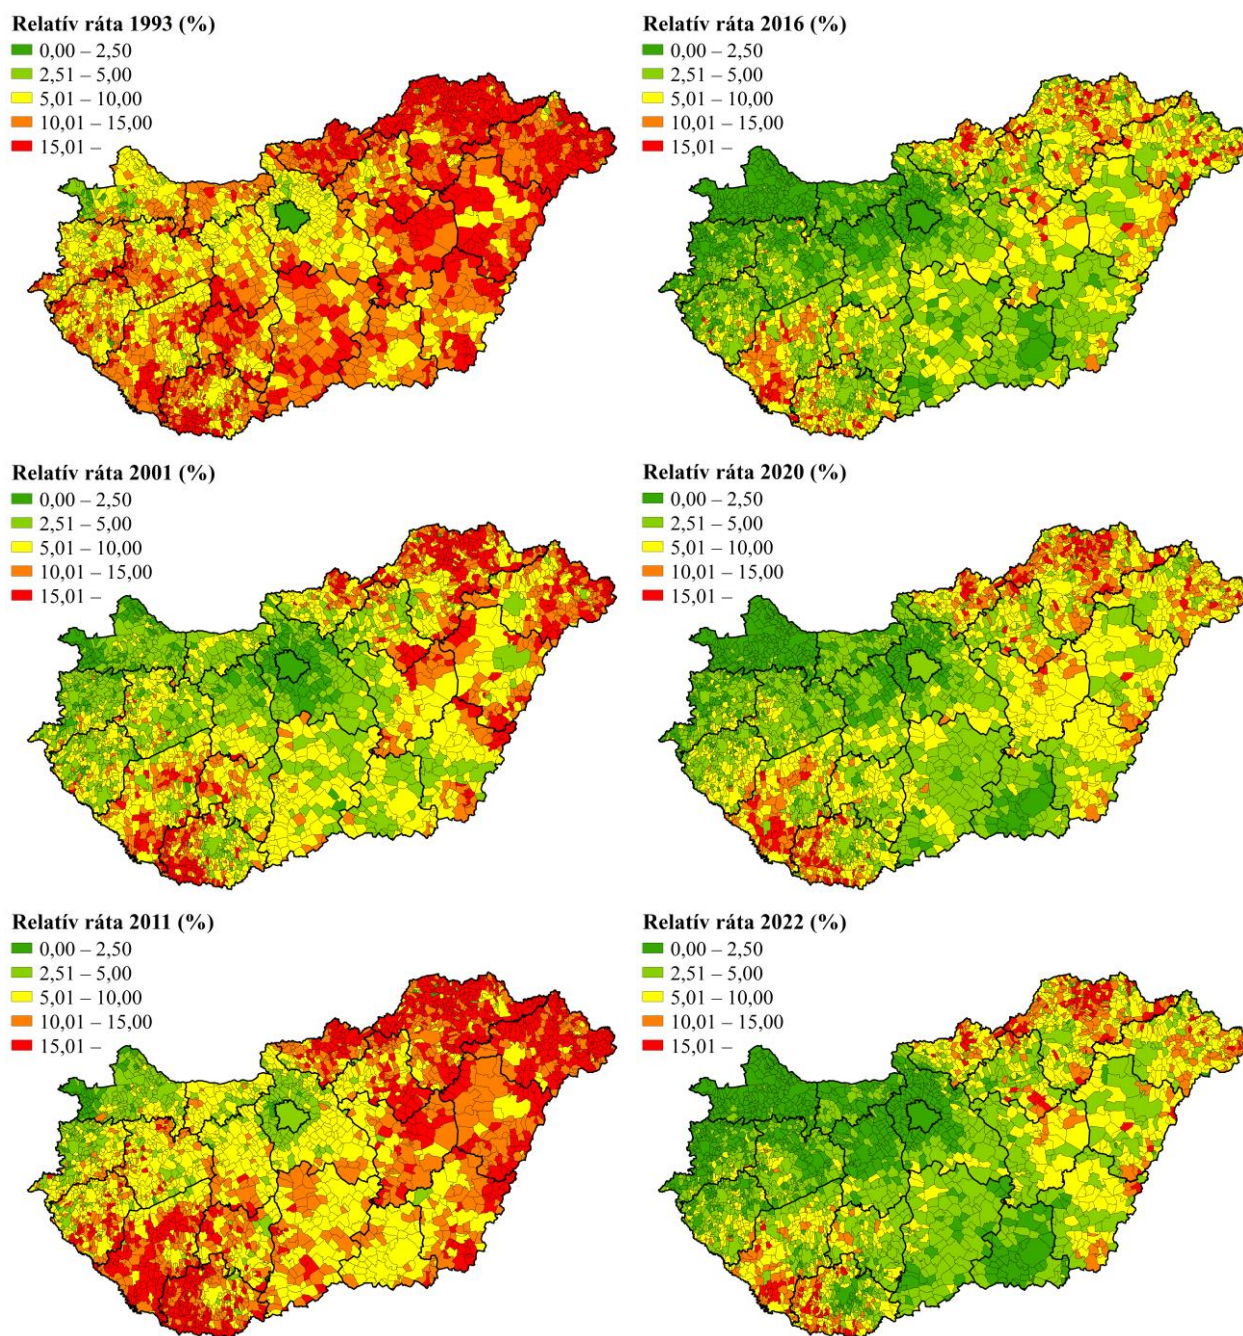 Relatív ráta 1993 (%)
0,00 – 2,50
2,51 – 5,00
5,01 – 10,00
10,01 – 15,00
15,01 –
Relatív ráta 2016 (%)
0,00 – 2,50
2,51 – 5,00
5,01 – 10,00
10,01 – 15,00
15,01 –
Relatív ráta 2001 (%)
0,00 – 2,50
2,51 – 5,00
5,01 – 10,00
10,01 – 15,00
15,01 –
Relatív ráta 2020 (%)
0,00 – 2,50
2,51 – 5,00
5,01 – 10,00
10,01 – 15,00
15,01 –
Relatív ráta 2011 (%)
0,00 – 2,50
2,51 – 5,00
5,01 – 10,00
10,01 – 15,00
15,01 –
Relatív ráta 2022 (%)
0,00 – 2,50
2,51 – 5,00
5,01 – 10,00
10,01 – 15,00
15,01 –